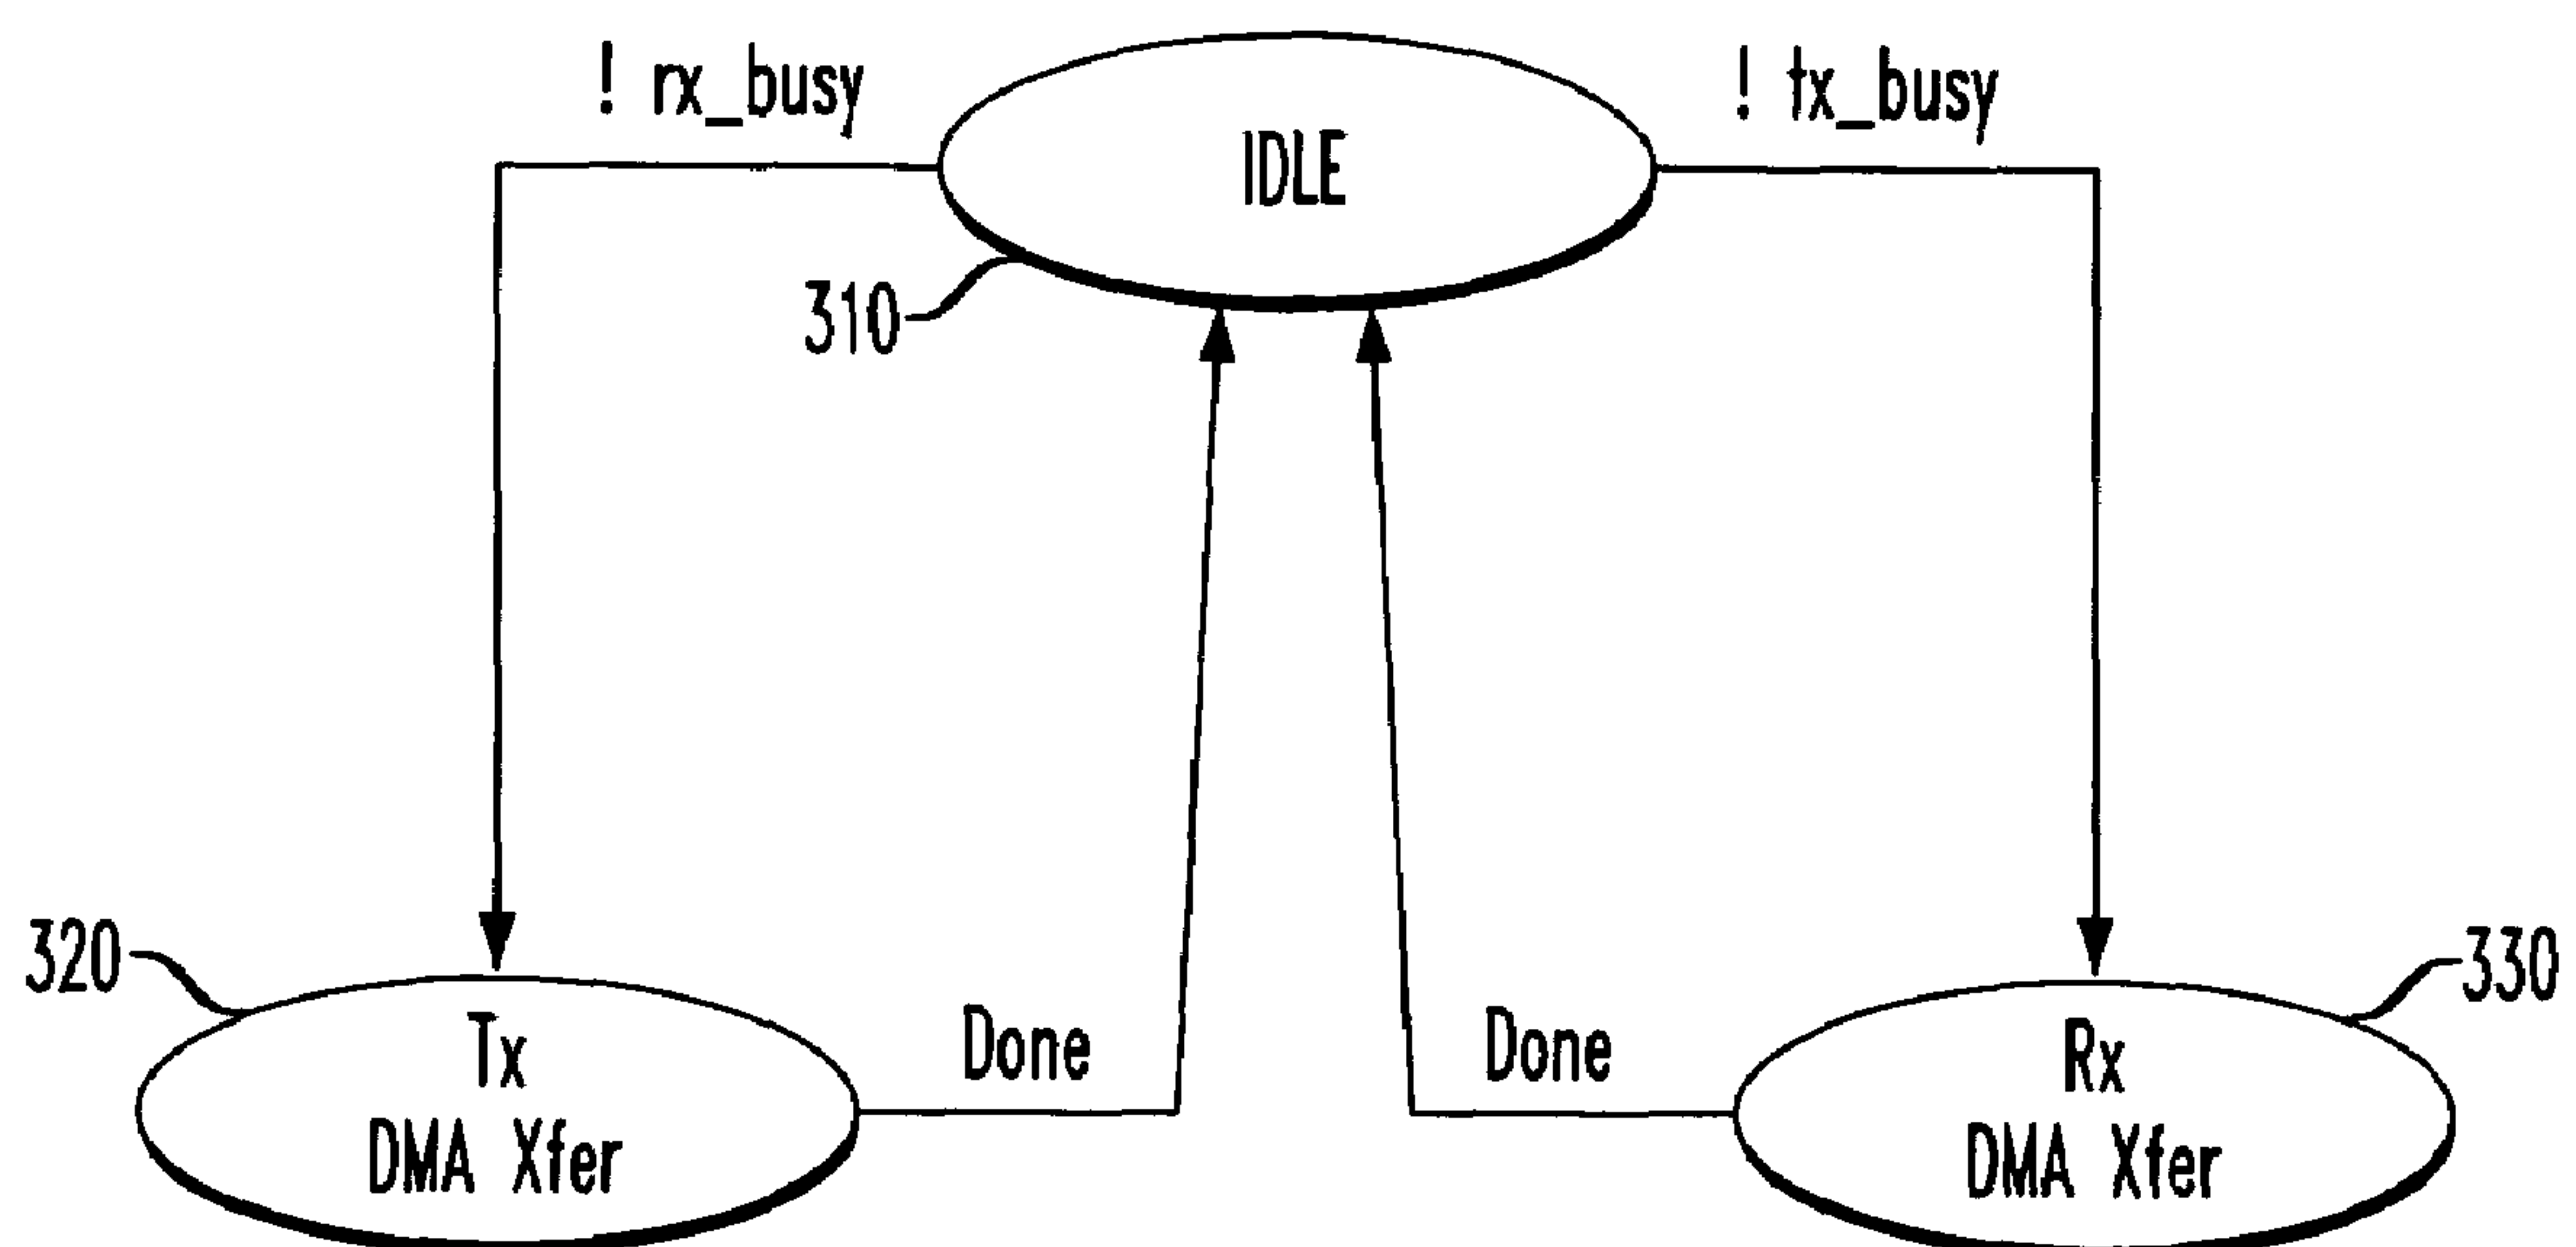 ! rx_busy
IDLE
! tx_busy
310
320
Tx
DMA Xfer
Done
Done
Rx
DMA Xfer
330